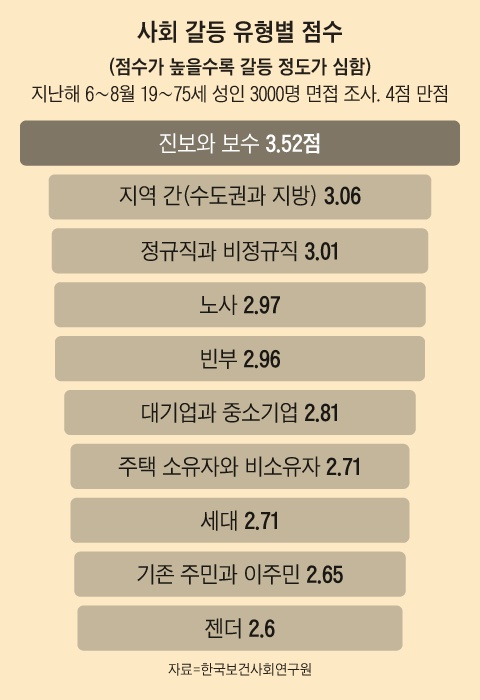 사회 갈등 유형별 점수
(점수가 높을수록 갈등 정도가 심함)
지난해 6~8월 19~75세 성인 3000명 면접 조사. 4점 만점
진보와 보수 3.52점
지역 간(수도권과 지방) 3.06
정규직과 비정규직 3.01
노사 2.97
빈부 2.96
대기업과 중소기업 2.81
주택 소유자와 비소유자 2.71
세대 2.71
기존 주민과 이주민 2.65
젠더 2.6
자료=한국보건사회연구원